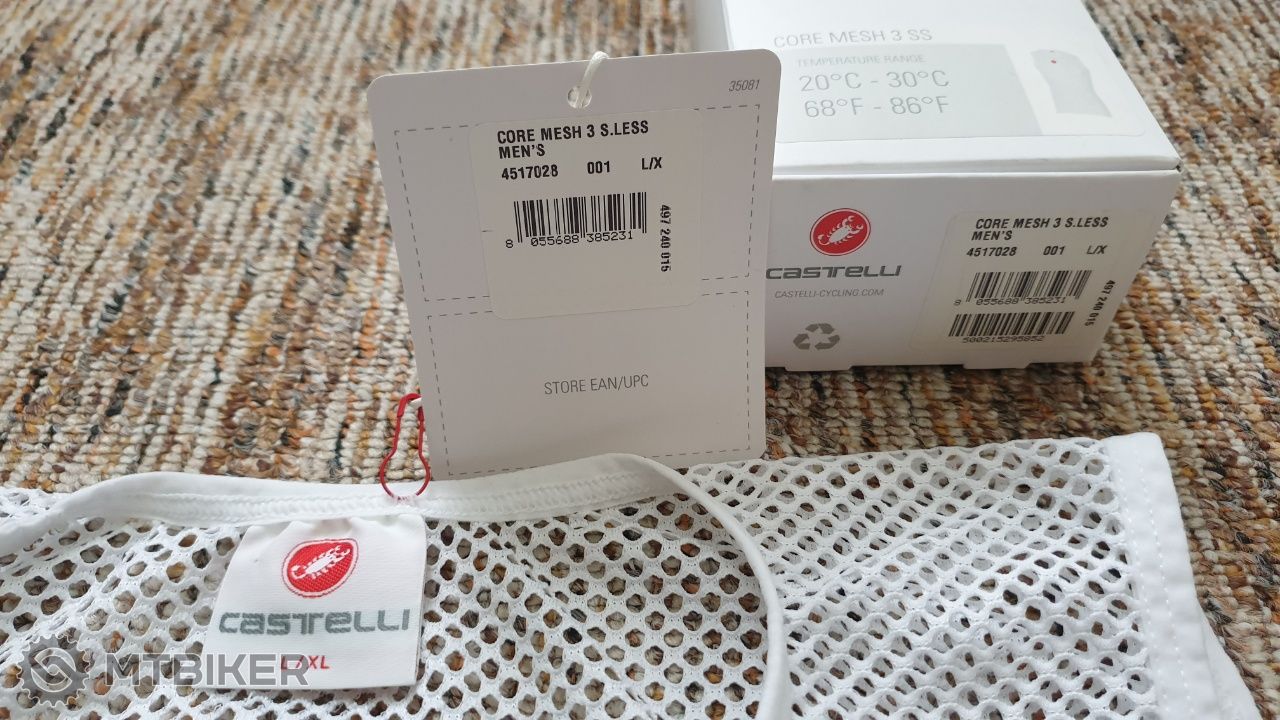 CORE MESH 3 SS
TEMPERATURE RANGE
20°C - 30°C
68°F - 86°F
35081
CORE MESH 3 S.LESS
MEN'S
4517028 001 L/X
8 055688 385231
497 240 015
STORE EAN/UPC
CASTELLI
CASTELLI-CYCLING.COM
CORE MESH 3 S.LESS
MEN'S
4517028 001 L/X
8 055688 385231
500215295852
497 240 015
CASTELLI
L/XL
MTBIKER